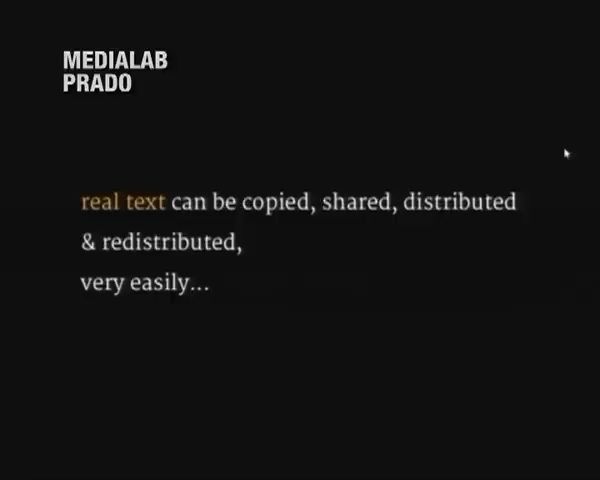 MEDIALAB
PRADO
real text can be copied, shared, distributed
& redistributed,
very easily...